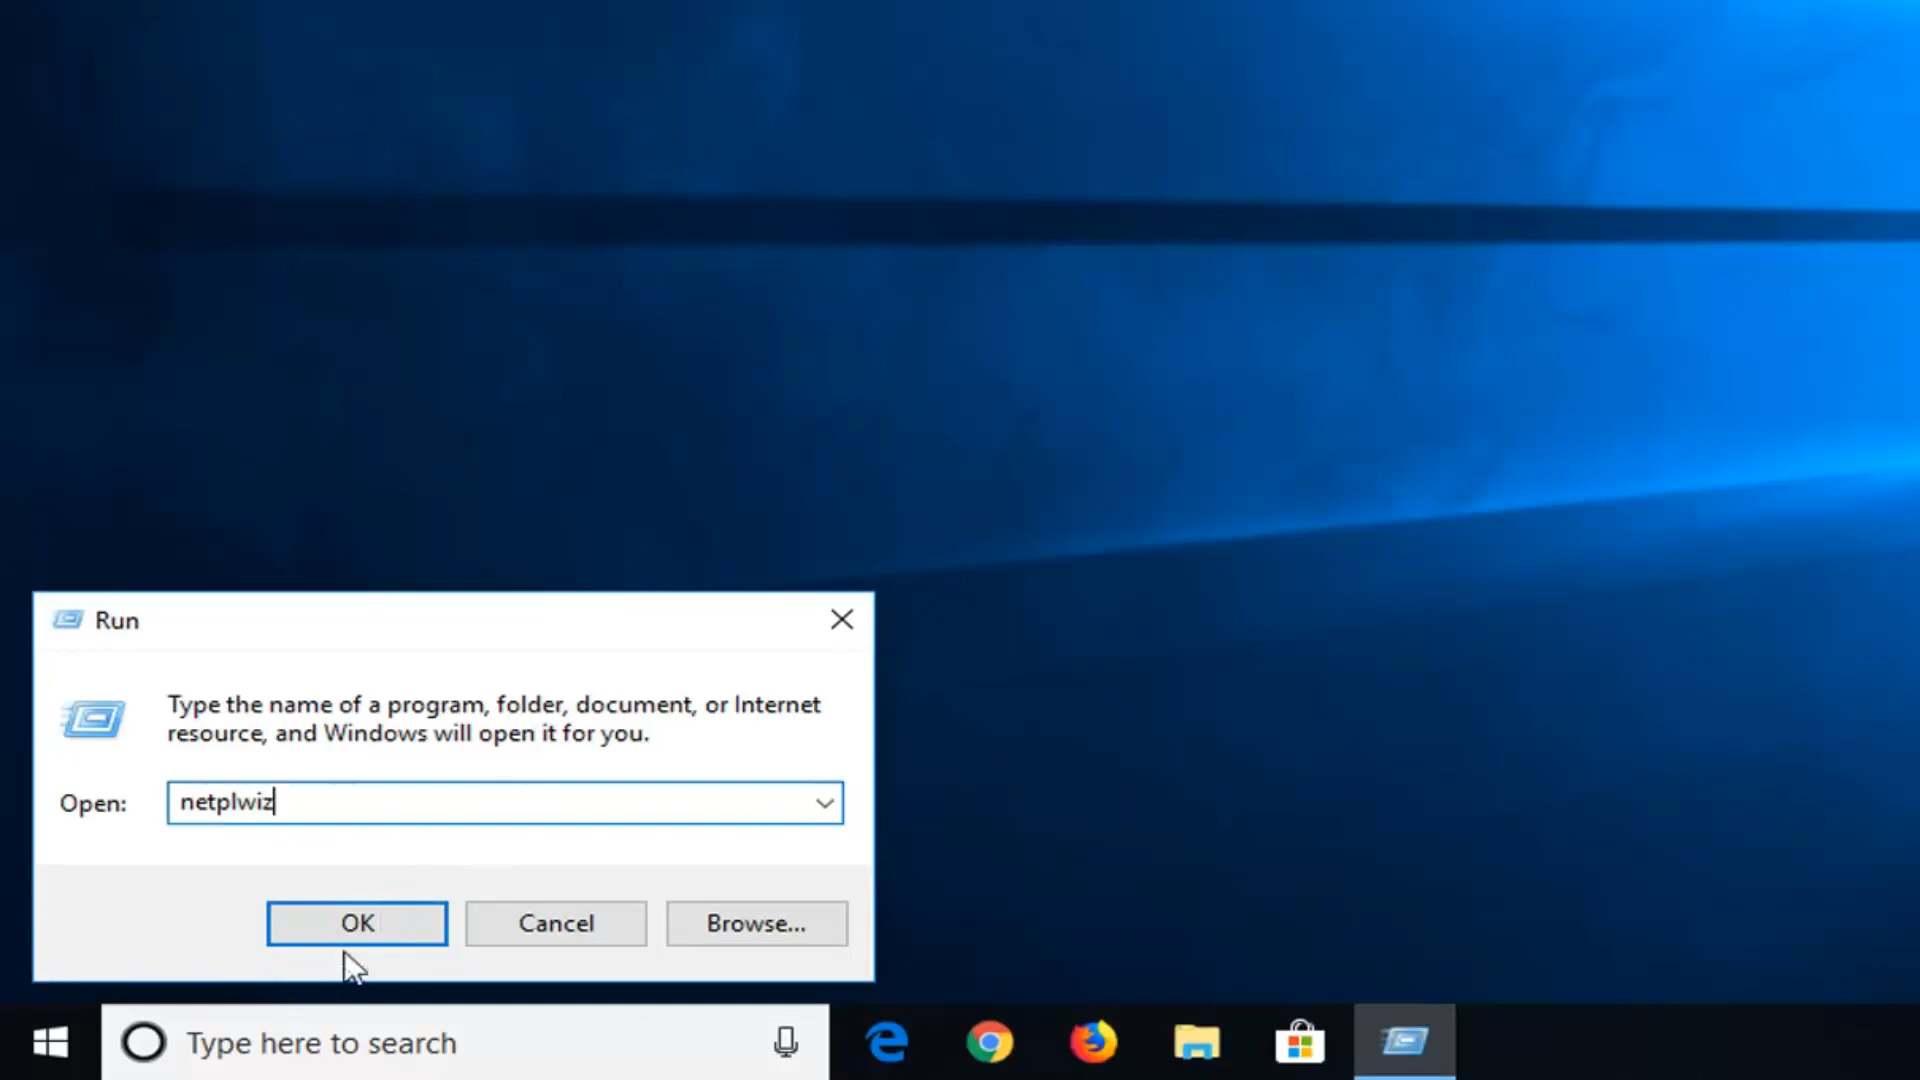 Run
Type the name of a program, folder, document, or Internet
resource, and Windows will open it for you.
Open: netplwiz
OK Cancel Browse...
Type here to search